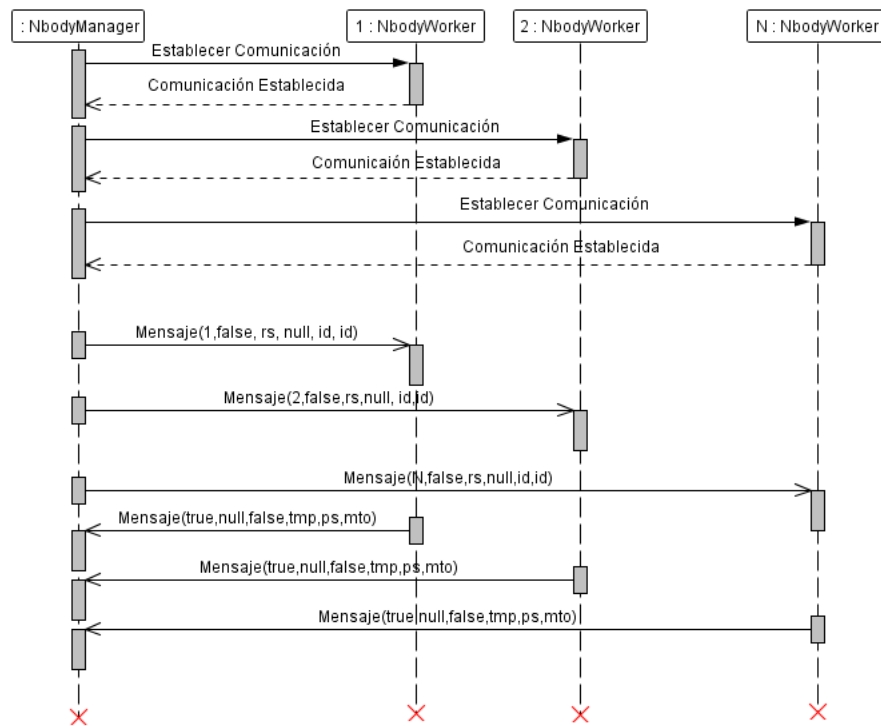 : NbodyManager
1 : NbodyWorker
2 : NbodyWorker
N : NbodyWorker
Establecer Comunicación
Comunicación Establecida
Establecer Comunicación
Comunicaión Establecida
Establecer Comunicación
Comunicación Establecida
Mensaje(1,false, rs, null, id, id)
Mensaje(2,false,rs,null, id,id)
Mensaje(N,false,rs,null,id,id)
Mensaje(true,null,false,tmp,ps,mto)
Mensaje(true,null,false,tmp,ps,mto)
Mensaje(true,null,false,tmp,ps,mto)